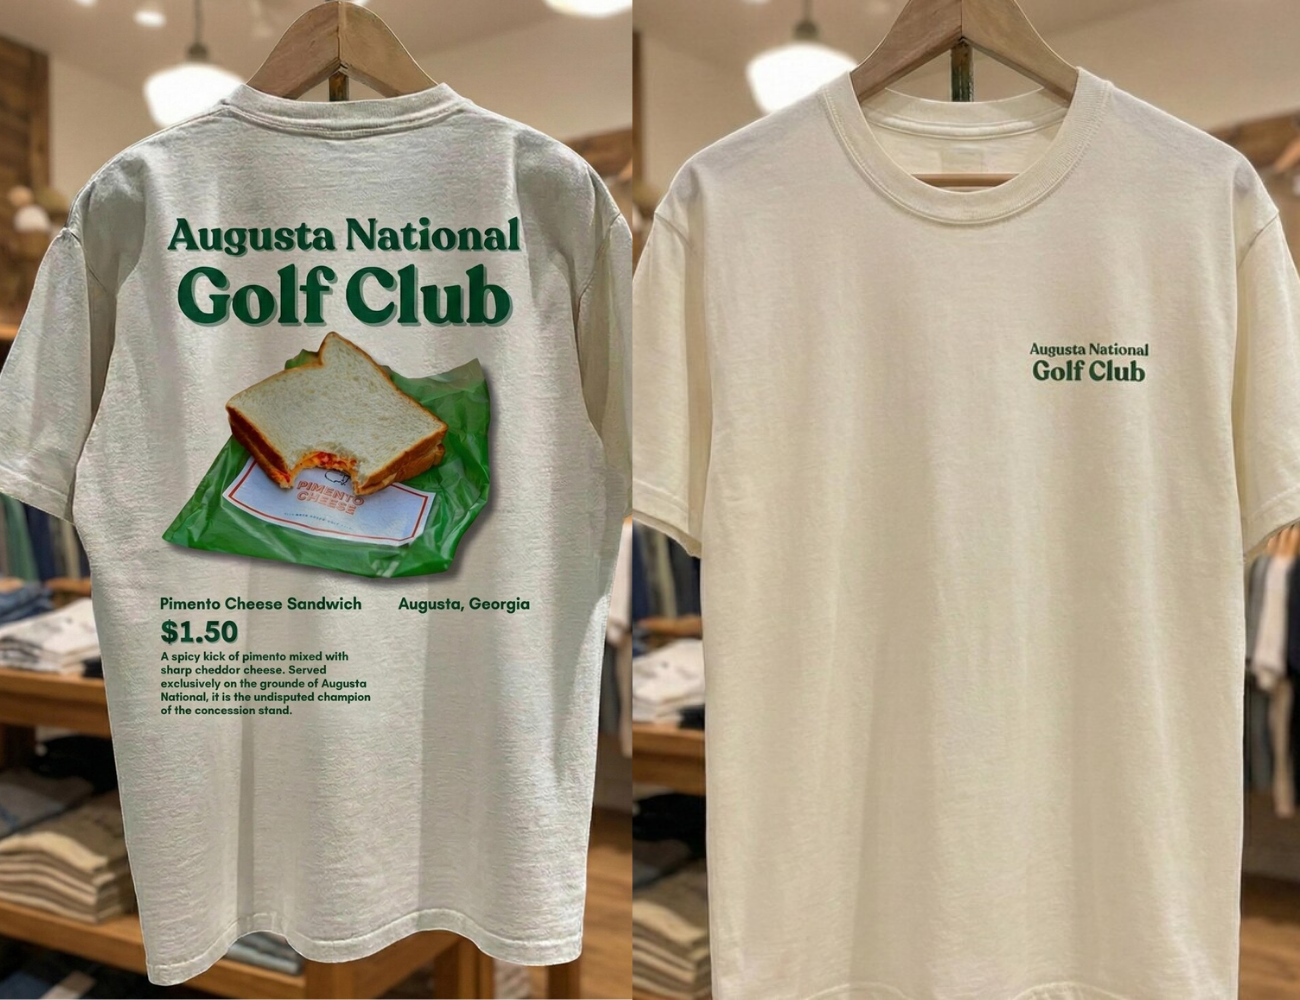 Augusta National
Golf Club
PIMENTO
CHEESE
Pimento Cheese Sandwich
Augusta, Georgia
$1.50
A spicy kick of pimento mixed with
sharp cheddor cheese. Served
exclusively on the grounde of Augusta
National, it is the undisputed champion
of the concession stand.
Augusta National
Golf Club